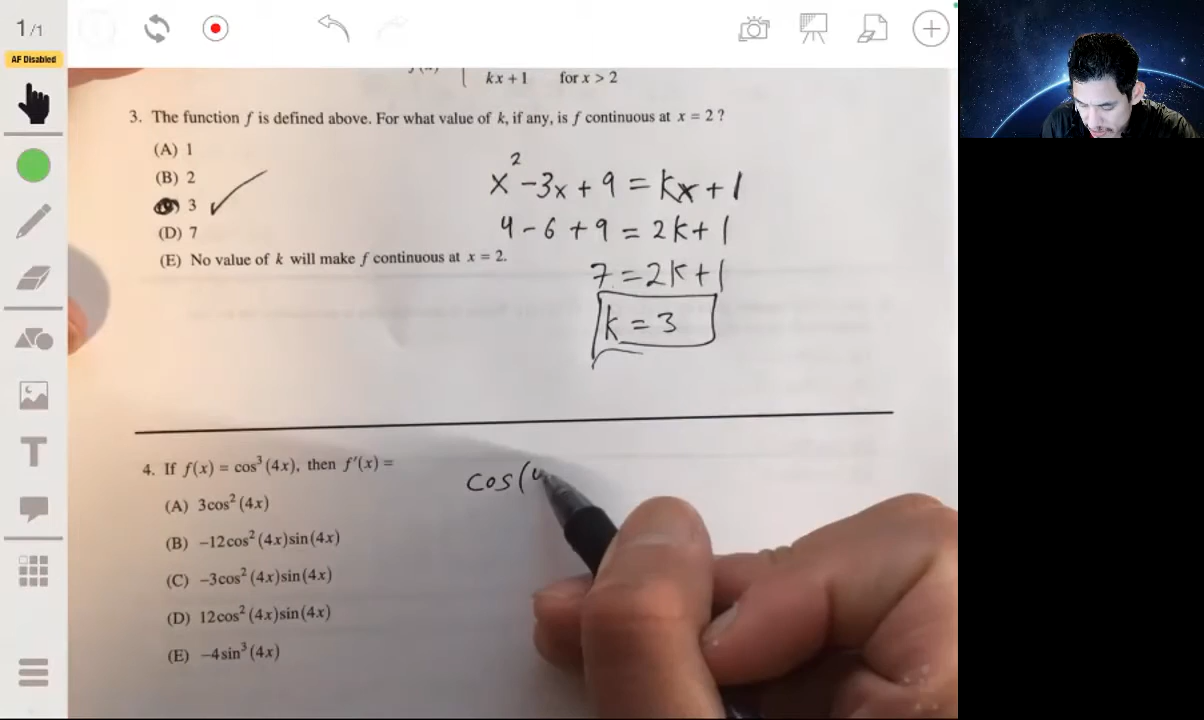 1/1
AF Disabled
kx + 1 for x > 2
3. The function f is defined above. For what value of k, if any, is f continuous at x = 2 ?
(A) 1
(B) 2
3
(D) 7
(E) No value of k will make f continuous at x = 2.
x² - 3x + 9 = kx + 1
4 - 6 + 9 = 2k + 1
7 = 2k + 1
k = 3
4. If f(x) = cos³(4x), then f′(x) =
(A) 3cos²(4x)
(B) −12cos²(4x)sin(4x)
(C) −3cos²(4x)sin(4x)
(D) 12cos²(4x)sin(4x)
(E) −4sin³(4x)
cos(
T